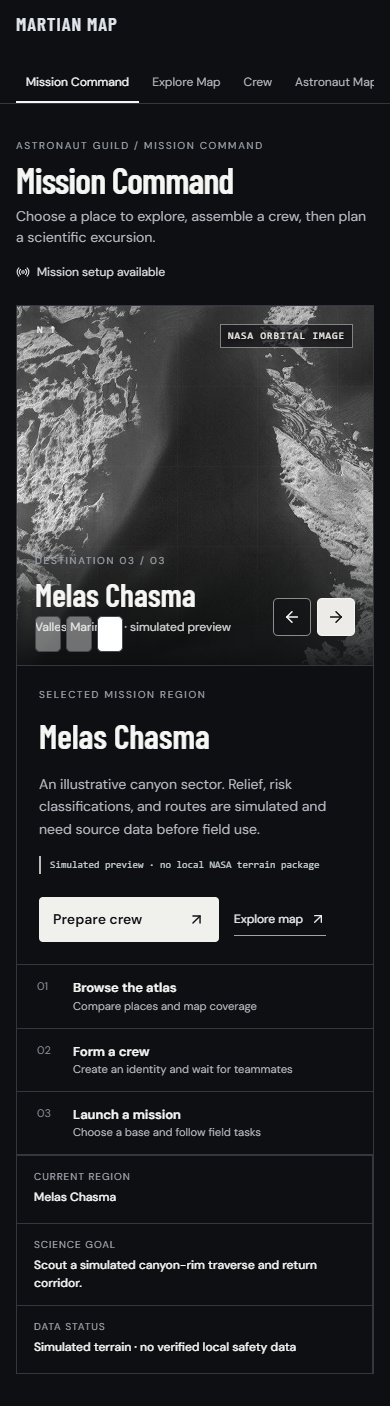 MARTIAN MAP
Mission Command Explore Map Crew Astronaut Map
ASTRONAUT GUILD / MISSION COMMAND
Mission Command
Choose a place to explore, assemble a crew, then plan
a scientific excursion.
Mission setup available
N ↑
NASA ORBITAL IMAGE
DESTINATION 03 / 03
Melas Chasma
Valles Marin · simulated preview
SELECTED MISSION REGION
Melas Chasma
An illustrative canyon sector. Relief, risk
classifications, and routes are simulated and
need source data before field use.
Simulated preview · no local NASA terrain package
Prepare crew
Explore map
01 Browse the atlas
Compare places and map coverage
02 Form a crew
Create an identity and wait for teammates
03 Launch a mission
Choose a base and follow field tasks
CURRENT REGION
Melas Chasma
SCIENCE GOAL
Scout a simulated canyon-rim traverse and return
corridor.
DATA STATUS
Simulated terrain · no verified local safety data